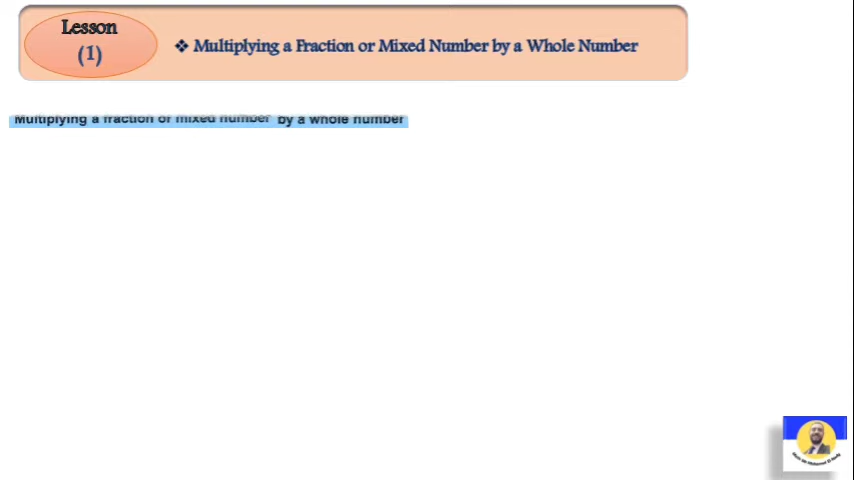 Lesson
(1)
❖ Multiplying a Fraction or Mixed Number by a Whole Number
Multiplying a fraction or mixed number by a whole number